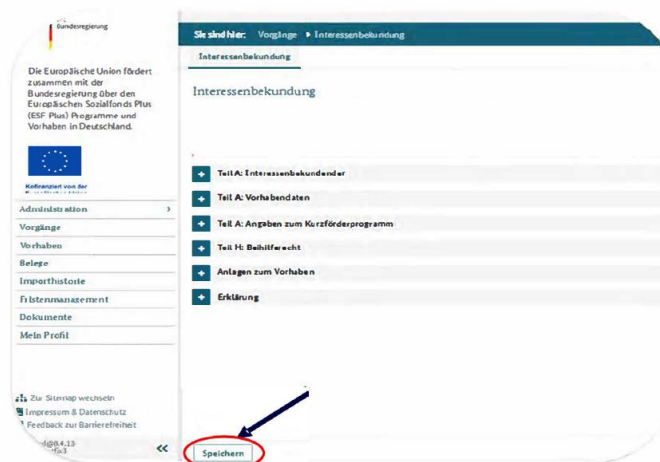 Bundesregierung
Die Europäische Union fördert
zusammen mit der
Bundesregierung über den
Europäischen Sozialfonds Plus
(ESF Plus) Programme und
Vorhaben in Deutschland.
Kofinanziert von der
Administration
Vorgänge
Vorhaben
Belege
Importhistorie
Fristenmanagement
Dokumente
Mein Profil
Zur Sitemap wechseln
Impressum & Datenschutz
Feedback zur Barrierefreiheit
Sie sind hier: Vorgänge Interessenbekundung
Interessenbekundung
Interessenbekundung
Teil A: Interessenbekundender
Teil A: Vorhabendaten
Teil A: Angaben zum Kurzförderprogramm
Teil H: Beihilferecht
Anlagen zum Vorhaben
Erklärung
Speichern